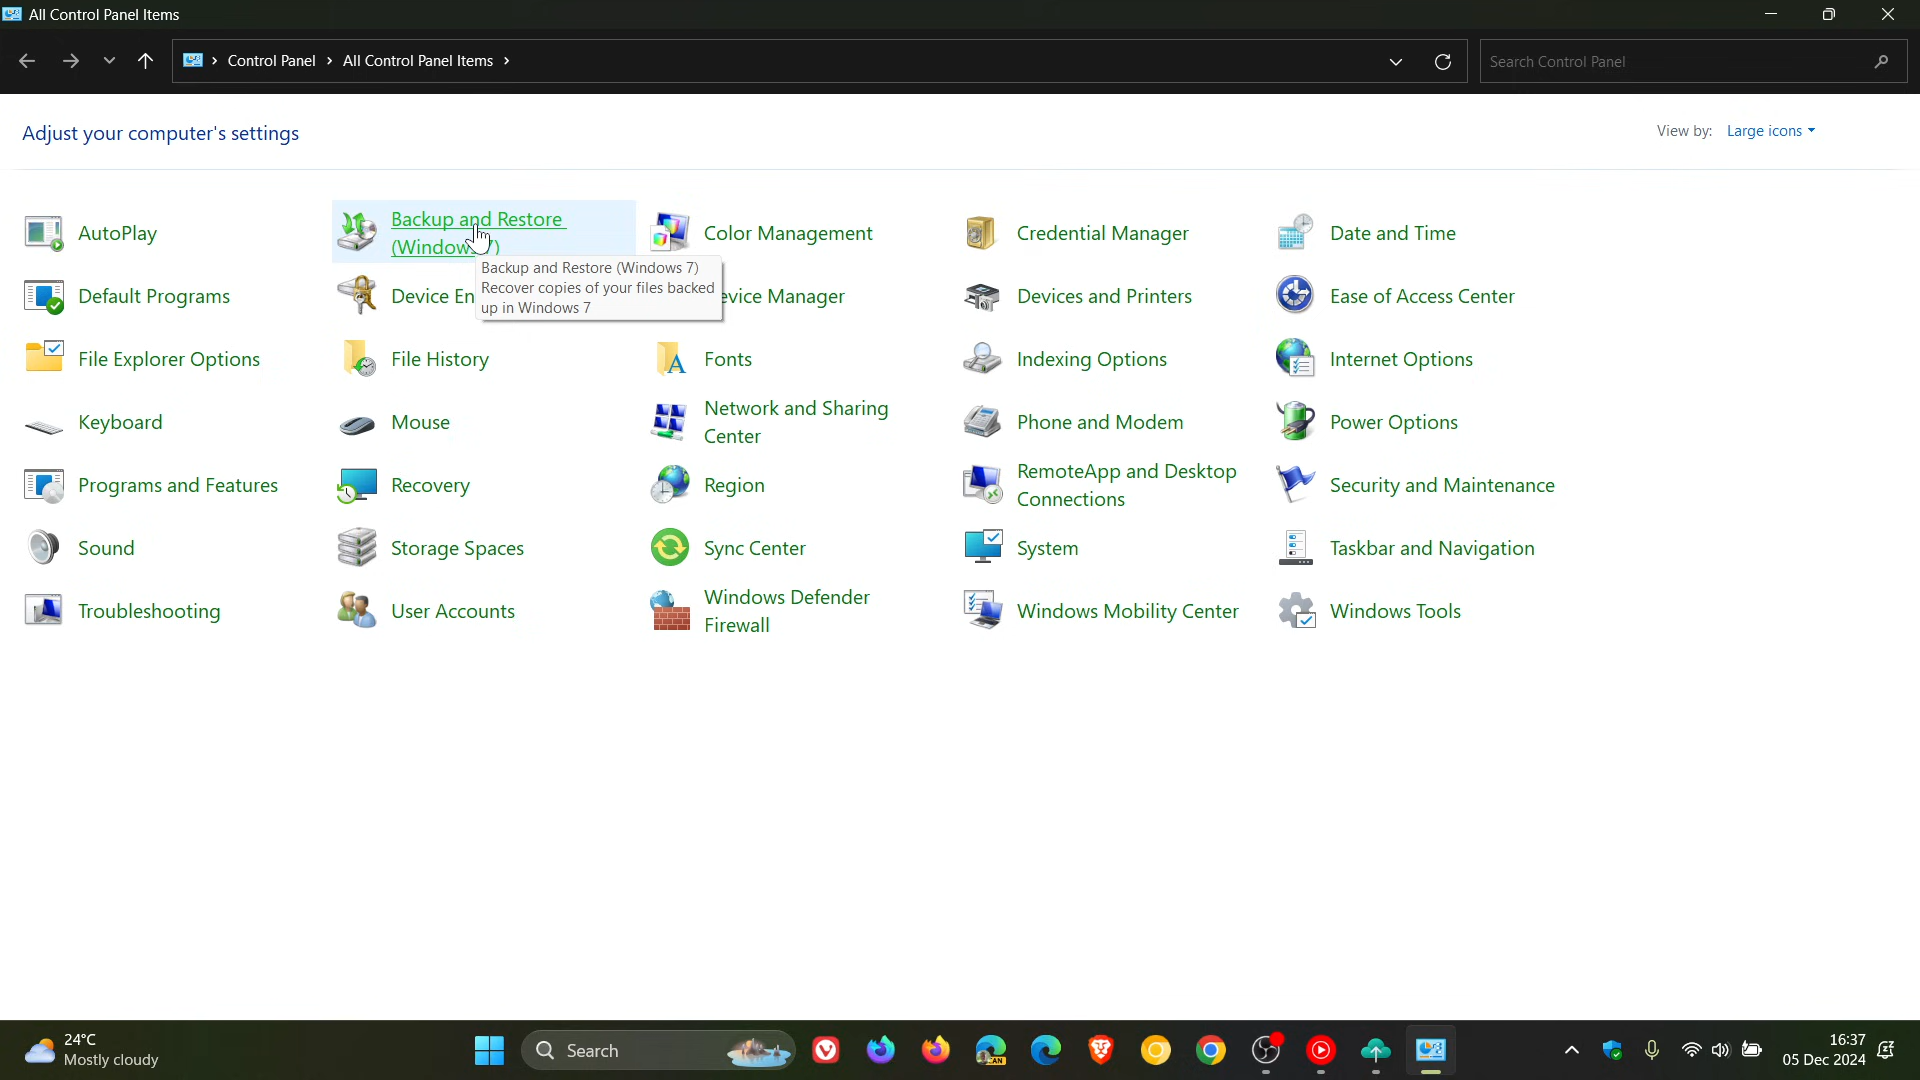 All Control Panel Items
Control Panel > All Control Panel Items >
Search Control Panel
Adjust your computer's settings
View by: Large icons
AutoPlay
Backup and Restore
(Window 7)
Color Management
Credential Manager
Date and Time
Backup and Restore (Windows 7)
Recover copies of your files backed
up in Windows 7
Default Programs
Device En
evice Manager
Devices and Printers
Ease of Access Center
File Explorer Options
File History
Fonts
Indexing Options
Internet Options
Keyboard
Mouse
Network and Sharing
Center
Phone and Modem
Power Options
Programs and Features
Recovery
Region
RemoteApp and Desktop
Connections
Security and Maintenance
Sound
Storage Spaces
Sync Center
System
Taskbar and Navigation
Troubleshooting
User Accounts
Windows Defender
Firewall
Windows Mobility Center
Windows Tools
24°C
Mostly cloudy
Search
CAN
16:37
05 Dec 2024